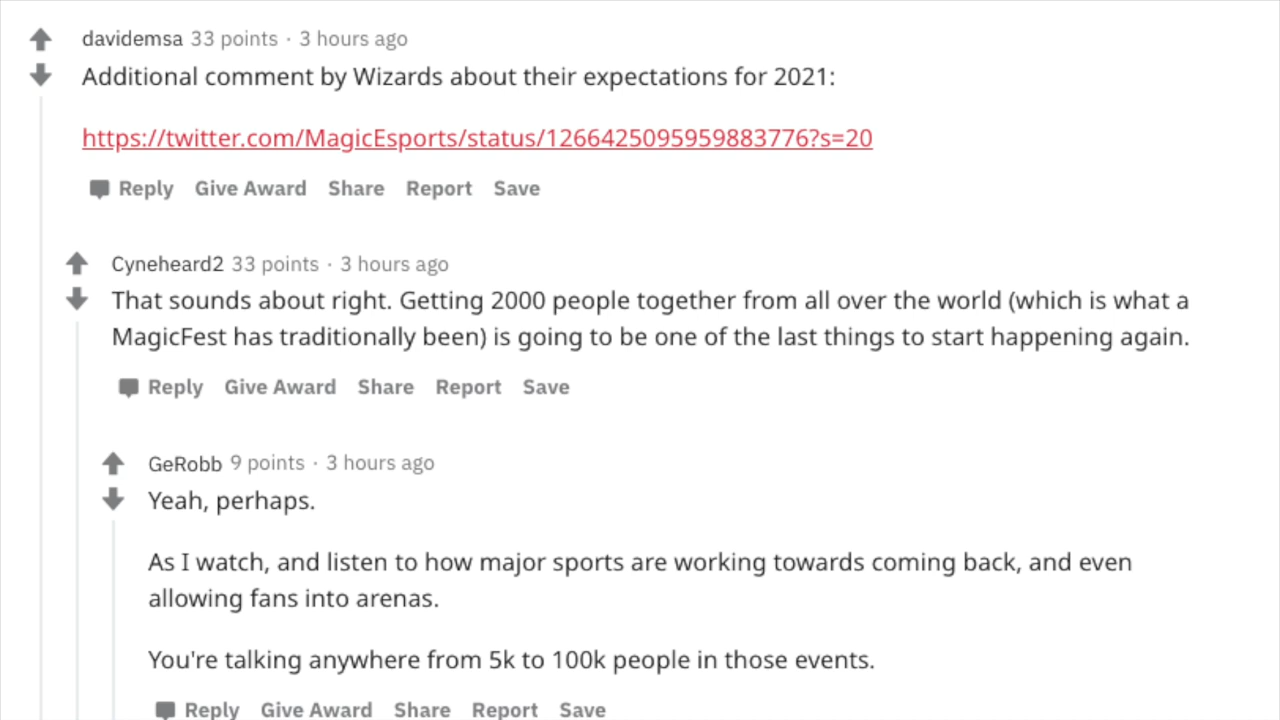 davidemsa 33 points · 3 hours ago
Additional comment by Wizards about their expectations for 2021:
https://twitter.com/MagicEsports/status/1266425095959883776?s=20
Reply Give Award Share Report Save
Cyneheard2 33 points · 3 hours ago
That sounds about right. Getting 2000 people together from all over the world (which is what a
MagicFest has traditionally been) is going to be one of the last things to start happening again.
Reply Give Award Share Report Save
GeRobb 9 points · 3 hours ago
Yeah, perhaps.
As I watch, and listen to how major sports are working towards coming back, and even
allowing fans into arenas.
You're talking anywhere from 5k to 100k people in those events.
Reply Give Award Share Report Save